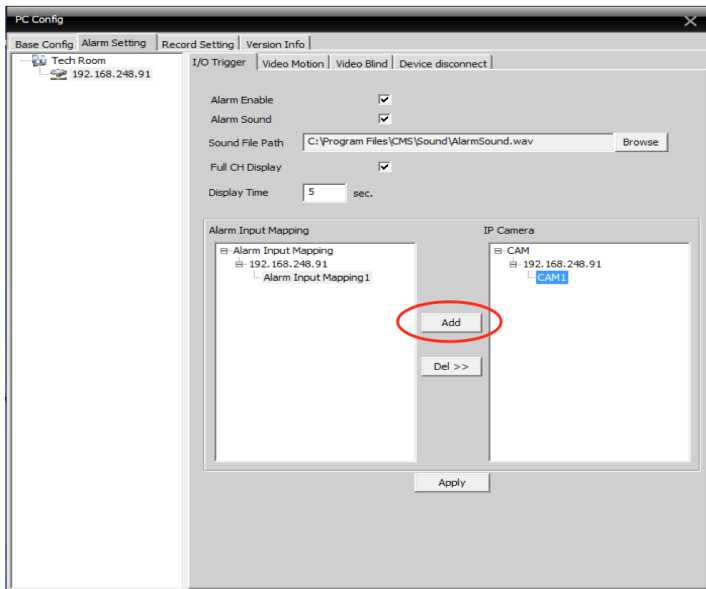 PC Config
Base Config Alarm Setting Record Setting Version Info
Tech Room
192.168.248.91
I/O Trigger Video Motion Video Blind Device disconnect
Alarm Enable
Alarm Sound
Sound File Path C:\Program Files\CMS\Sound\AlarmSound.wav Browse
Full CH Display
Display Time 5 sec.
Alarm Input Mapping IP Camera
Alarm Input Mapping CAM
192.168.248.91 192.168.248.91
Alarm Input Mapping1 CAM1
Add
Del >>
Apply